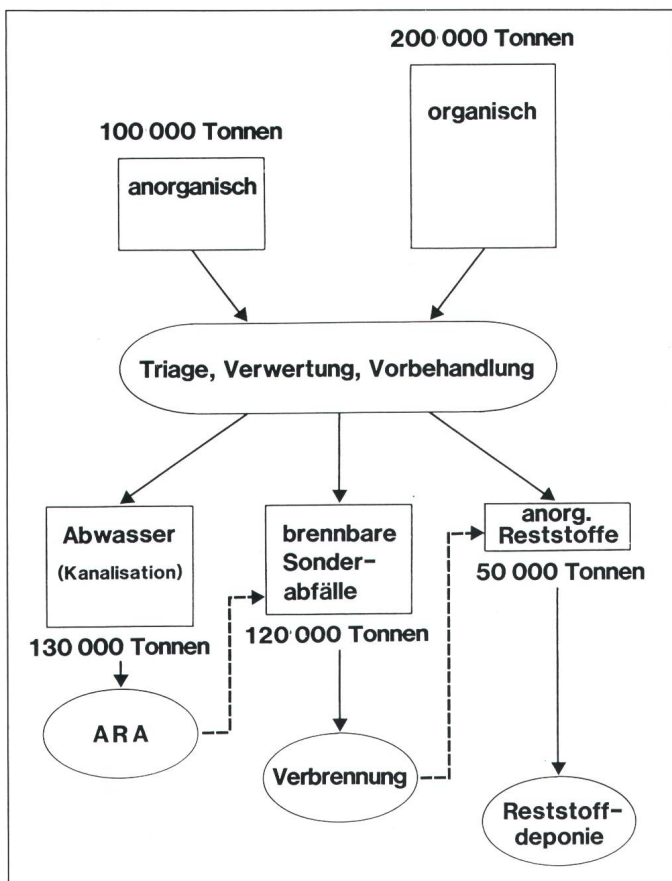 200 000 Tonnen
organisch
100 000 Tonnen
anorganisch
Triage, Verwertung, Vorbehandlung
Abwasser
(Kanalisation)
130 000 Tonnen
ARA
brennbare
Sonder-
abfälle
120 000 Tonnen
Verbrennung
anorg.
Reststoffe
50 000 Tonnen
Reststoff-
deponie